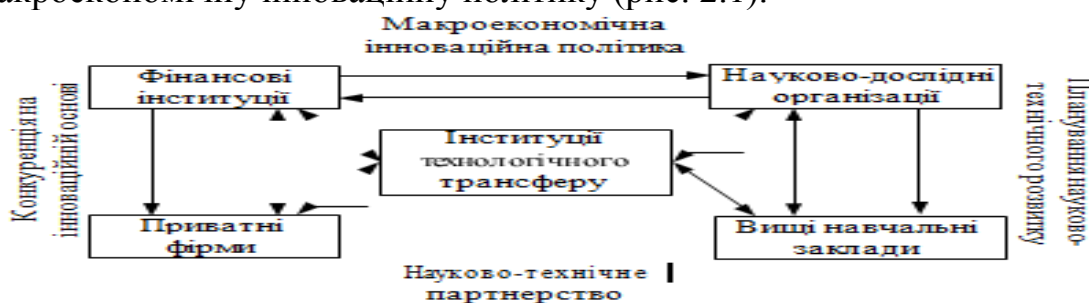 макроекономічну інноваційну політику (рис. 2.1).
Макроекономічна
інноваційна політика
Фінансові
інституції
Науково-дослідні
організації
Конкуренція на
інноваційній основі
Інституції
технологічного
трансферу
Планування науково-
технічного розвитку
Приватні
фірми
Вищі навчальні
заклади
Науково-технічне
партнерство